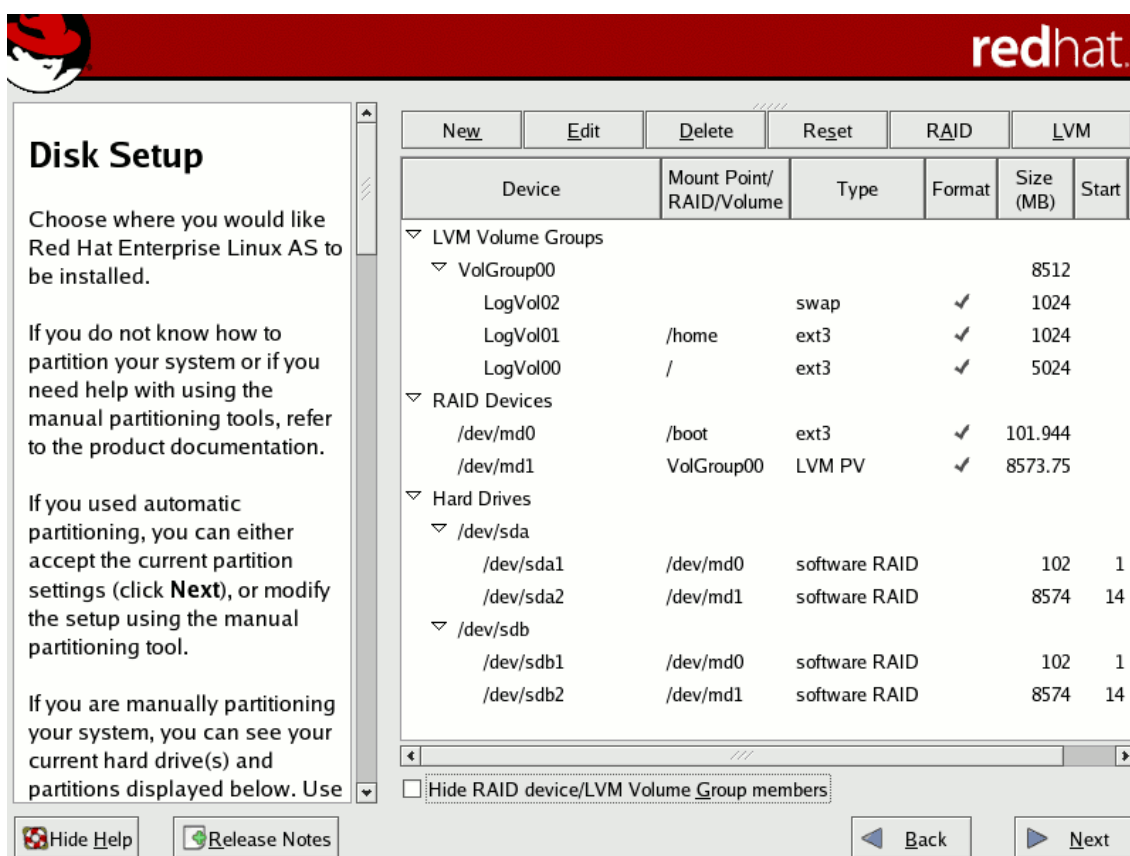 redhat.
Disk Setup
Choose where you would like
Red Hat Enterprise Linux AS to
be installed.
If you do not know how to
partition your system or if you
need help with using the
manual partitioning tools, refer
to the product documentation.
If you used automatic
partitioning, you can either
accept the current partition
settings (click Next), or modify
the setup using the manual
partitioning tool.
If you are manually partitioning
your system, you can see your
current hard drive(s) and
partitions displayed below. Use
New Edit Delete Reset RAID LVM
Device Mount Point/ RAID/Volume Type Format Size (MB) Start
LVM Volume Groups
VolGroup00 8512
LogVol02 swap 1024
LogVol01 /home ext3 1024
LogVol00 / ext3 5024
RAID Devices
/dev/md0 /boot ext3 101.944
/dev/md1 VolGroup00 LVM PV 8573.75
Hard Drives
/dev/sda
/dev/sda1 /dev/md0 software RAID 102 1
/dev/sda2 /dev/md1 software RAID 8574 14
/dev/sdb
/dev/sdb1 /dev/md0 software RAID 102 1
/dev/sdb2 /dev/md1 software RAID 8574 14
Hide RAID device/LVM Volume Group members
Hide Help Release Notes Back Next